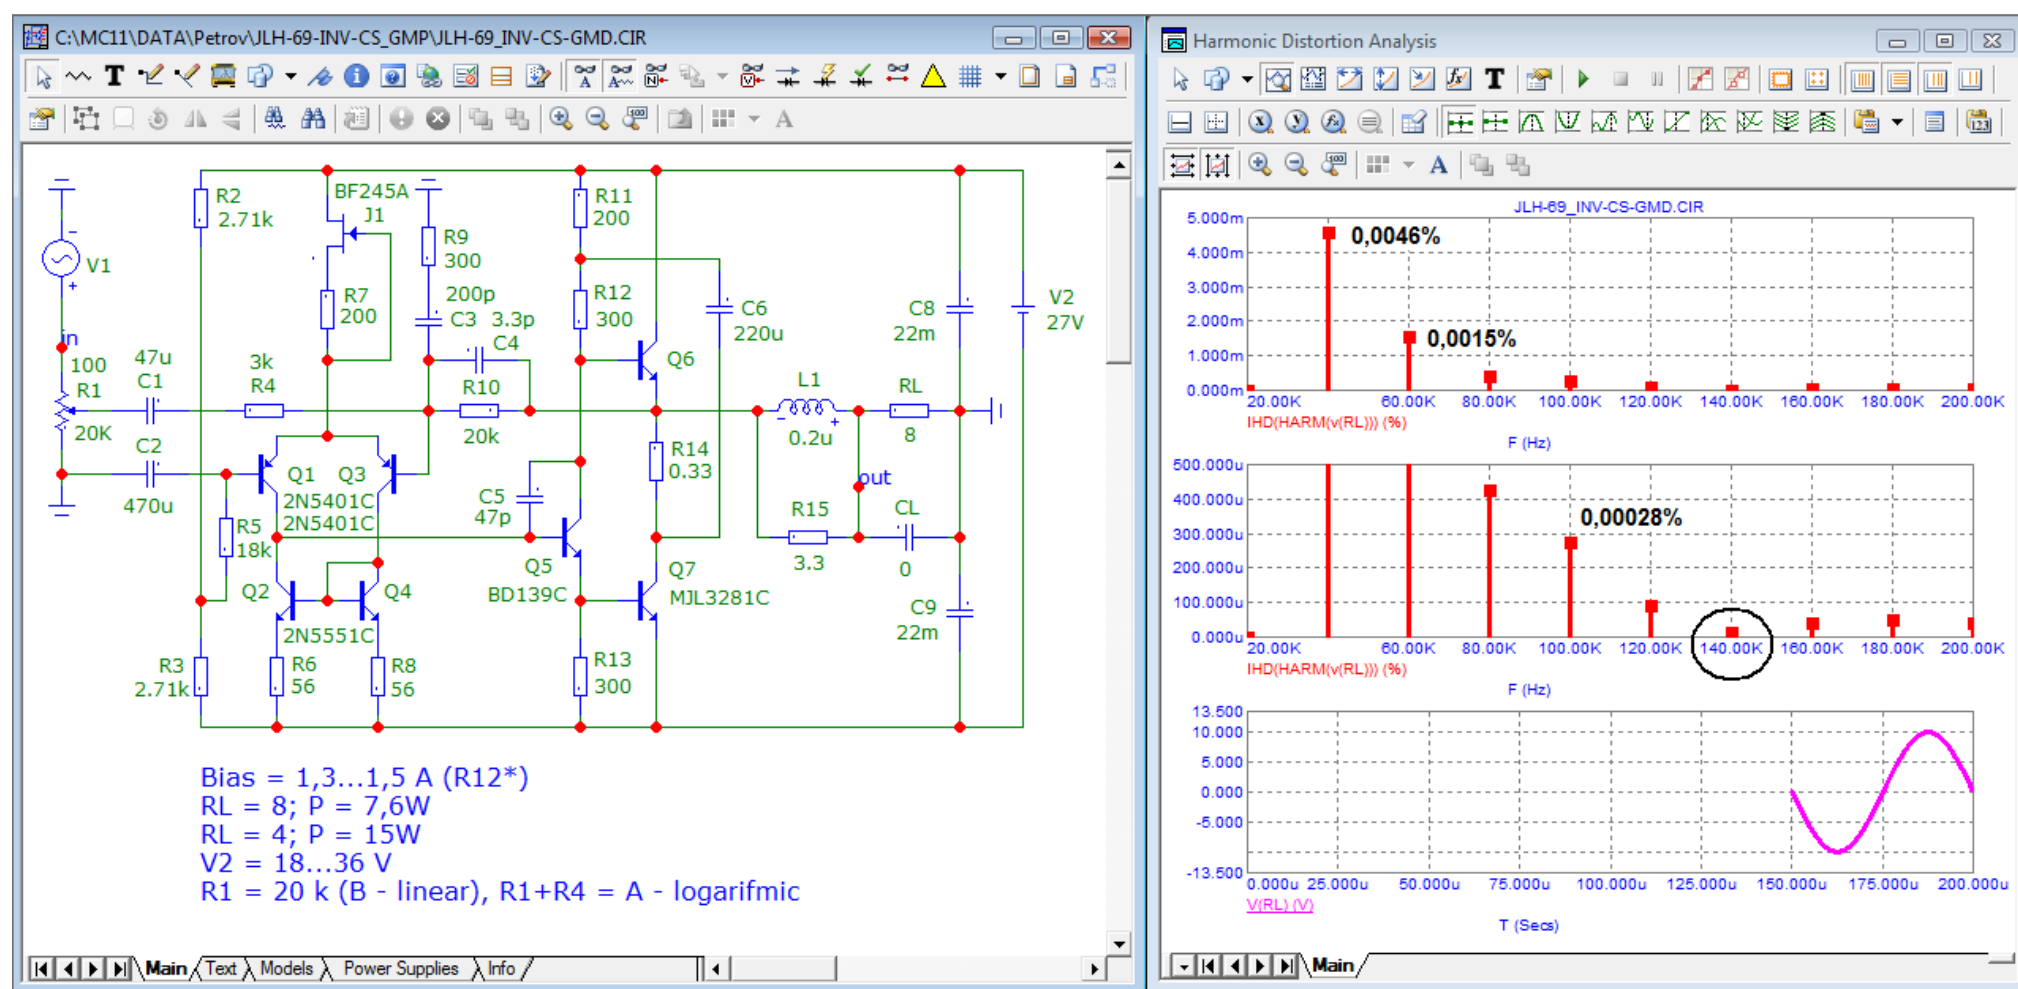 C:\MC11\DATA\Petrov\JLH-69-INV-CS_GMP\JLH-69_INV-CS-GMD.CIR
R2
2.71k
BF245A
J1
R11
200
R9
300
V1
R7
200
200p
C3
3.3p
C4
R12
300
C6
220u
C8
22m
V2
27V
in
100
R1
20K
47u
C1
3k
R4
R10
20k
Q6
L1
0.2u
RL
8
C2
470u
Q1
Q3
2N5401C
2N5401C
R14
0.33
out
C5
47p
R15
3.3
CL
0
R5
18k
Q5
BD139C
Q7
MJL3281C
Q2
Q4
2N5551C
C9
22m
R3
2.71k
R6
56
R8
56
R13
300
Bias = 1,3...1,5 A (R12*)
RL = 8; P = 7,6W
RL = 4; P = 15W
V2 = 18...36 V
R1 = 20 k (B - linear), R1+R4 = A - logarifmic
Main Text Models Power Supplies Info
Harmonic Distortion Analysis
JLH-69_INV-CS-GMD.CIR
5.000m
4.000m
3.000m
2.000m
1.000m
0.000m
0,0046%
0,0015%
20.00K 60.00K 80.00K 100.00K 120.00K 140.00K 160.00K 180.00K 200.00K
IHD(HARM(v(RL))) (%)
F (Hz)
500.000u
400.000u
300.000u
200.000u
100.000u
0.000u
0,00028%
20.00K 60.00K 80.00K 100.00K 120.00K 140.00K 160.00K 180.00K 200.00K
IHD(HARM(v(RL))) (%)
F (Hz)
13.500
10.000
5.000
0.000
-5.000
-13.500
0.000u 25.000u 50.000u 75.000u 100.000u 125.000u 150.000u 175.000u 200.000u
V(RL) (V)
T (Secs)
Main